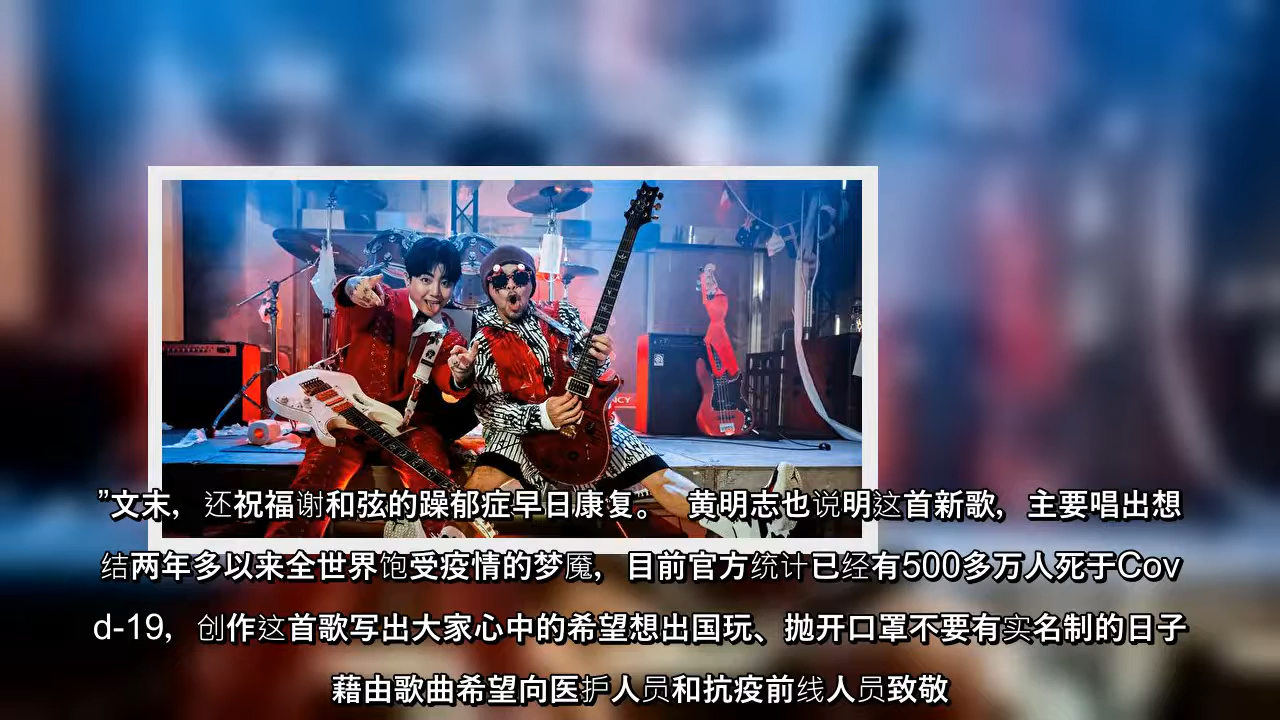 ”文末，还祝福谢和弦的躁郁症早日康复。 黄明志也说明这首新歌，主要唱出想
结两年多以来全世界饱受疫情的梦魇，目前官方统计已经有500多万人死于Cov
d-19，创作这首歌写出大家心中的希望想出国玩、抛开口罩不要有实名制的日子
藉由歌曲希望向医护人员和抗疫前线人员致敬